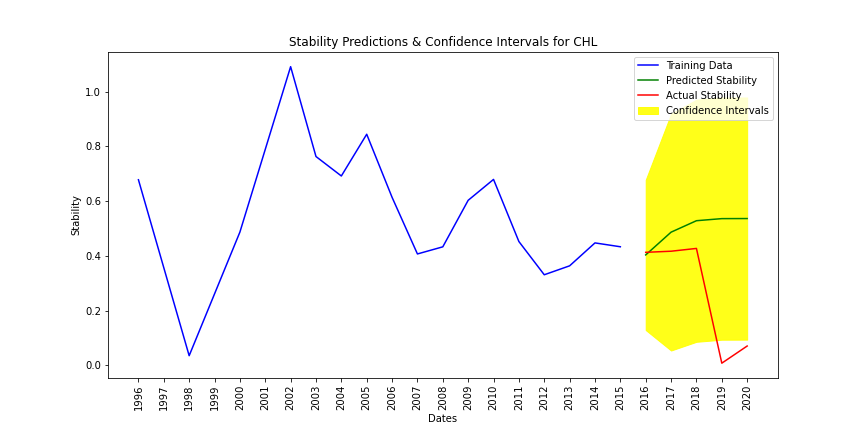 Stability Predictions & Confidence Intervals for CHL
Training Data
Predicted Stability
Actual Stability
Confidence Intervals
1.0
0.8
0.6
0.4
0.2
0.0
Stability
1996 1997 1998 1999 2000 2001 2002 2003 2004 2005 2006 2007 2008 2009 2010 2011 2012 2013 2014 2015 2016 2017 2018 2019 2020
Dates